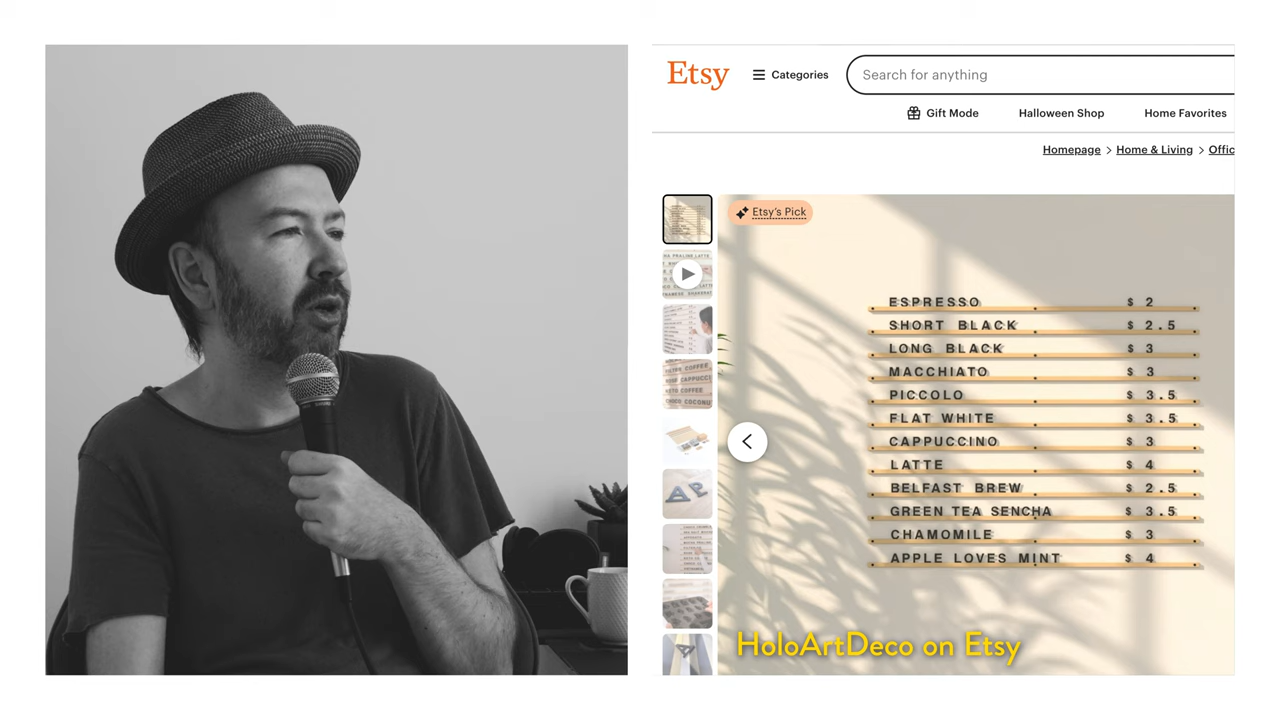 Etsy
Categories
Search for anything
Gift Mode
Halloween Shop
Home Favorites
Homepage > Home & Living > Offic
Etsy's Pick
ESPRESSO $ 2
SHORT BLACK $ 2.5
LONG BLACK $ 3
MACCHIATO $ 3
PICCOLO $ 3.5
FLAT WHITE $ 3.5
CAPPUCCINO $ 3
LATTE $ 4
BELFAST BREW $ 2.5
GREEN TEA SENCHA $ 3.5
CHAMOMILE $ 3
APPLE LOVES MINT $ 4
HoloArtDeco on Etsy